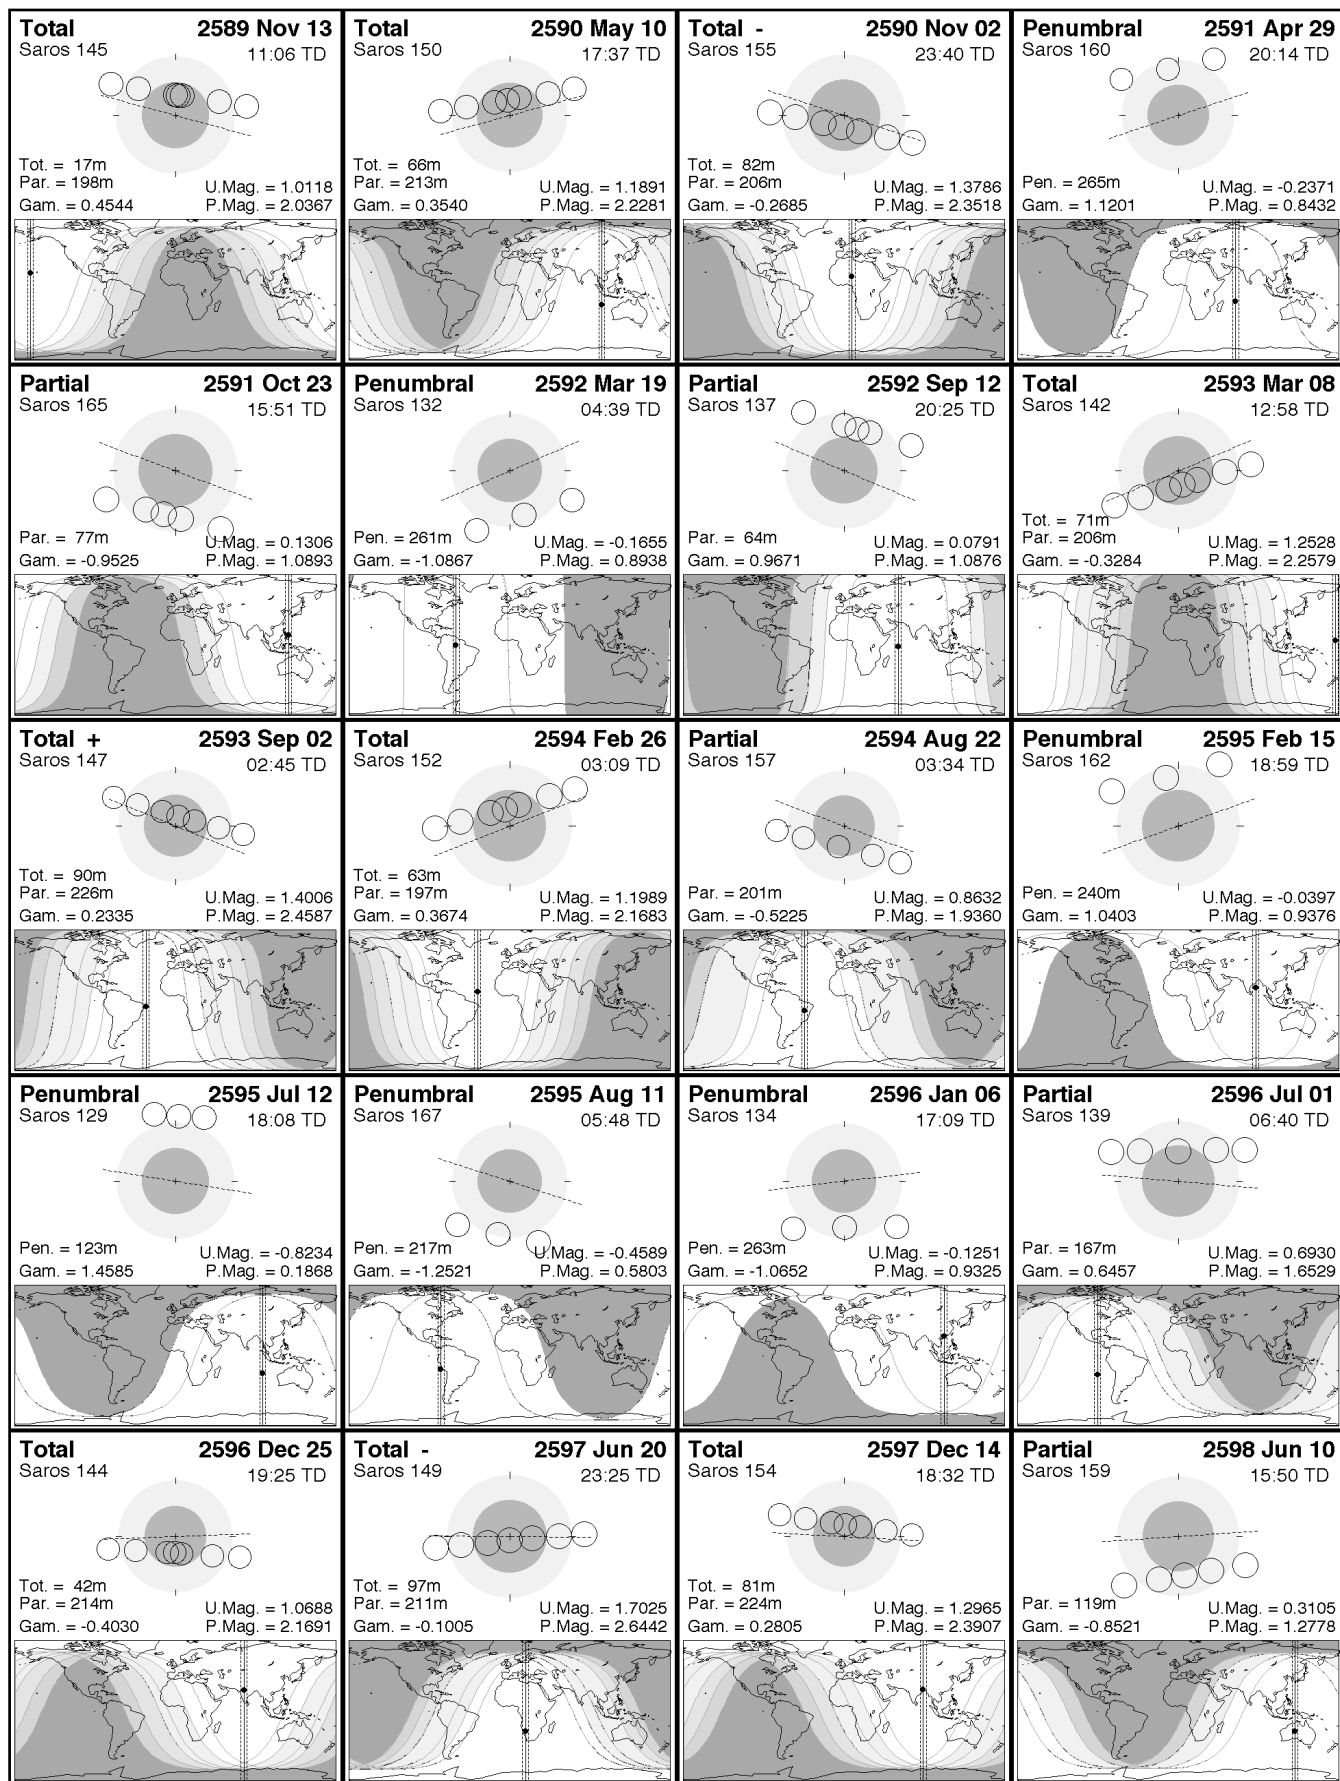 Total 2589 Nov 13
Saros 145 11:06 TD
Tot. = 17m
Par. = 198m U.Mag. = 1.0118
Gam. = 0.4544 P.Mag. = 2.0367
Total 2590 May 10
Saros 150 17:37 TD
Tot. = 66m
Par. = 213m U.Mag. = 1.1891
Gam. = 0.3540 P.Mag. = 2.2281
Total - 2590 Nov 02
Saros 155 23:40 TD
Tot. = 82m
Par. = 206m U.Mag. = 1.3786
Gam. = -0.2685 P.Mag. = 2.3518
Penumbral 2591 Apr 29
Saros 160 20:14 TD
Pen. = 265m U.Mag. = -0.2371
Gam. = 1.1201 P.Mag. = 0.8432
Partial 2591 Oct 23
Saros 165 15:51 TD
Par. = 77m U.Mag. = 0.1306
Gam. = -0.9525 P.Mag. = 1.0893
Penumbral 2592 Mar 19
Saros 132 04:39 TD
Pen. = 261m U.Mag. = -0.1655
Gam. = -1.0867 P.Mag. = 0.8938
Partial 2592 Sep 12
Saros 137 20:25 TD
Par. = 64m U.Mag. = 0.0791
Gam. = 0.9671 P.Mag. = 1.0876
Total 2593 Mar 08
Saros 142 12:58 TD
Tot. = 71m
Par. = 206m U.Mag. = 1.2528
Gam. = -0.3284 P.Mag. = 2.2579
Total + 2593 Sep 02
Saros 147 02:45 TD
Tot. = 90m
Par. = 226m U.Mag. = 1.4006
Gam. = 0.2335 P.Mag. = 2.4587
Total 2594 Feb 26
Saros 152 03:09 TD
Tot. = 63m
Par. = 197m U.Mag. = 1.1989
Gam. = 0.3674 P.Mag. = 2.1683
Partial 2594 Aug 22
Saros 157 03:34 TD
Par. = 201m U.Mag. = 0.8632
Gam. = -0.5225 P.Mag. = 1.9360
Penumbral 2595 Feb 15
Saros 162 18:59 TD
Pen. = 240m U.Mag. = -0.0397
Gam. = 1.0403 P.Mag. = 0.9376
Penumbral 2595 Jul 12
Saros 129 18:08 TD
Pen. = 123m U.Mag. = -0.8234
Gam. = 1.4585 P.Mag. = 0.1868
Penumbral 2595 Aug 11
Saros 167 05:48 TD
Pen. = 217m U.Mag. = -0.4589
Gam. = -1.2521 P.Mag. = 0.5803
Penumbral 2596 Jan 06
Saros 134 17:09 TD
Pen. = 263m U.Mag. = -0.1251
Gam. = -1.0652 P.Mag. = 0.9325
Partial 2596 Jul 01
Saros 139 06:40 TD
Par. = 167m U.Mag. = 0.6930
Gam. = 0.6457 P.Mag. = 1.6529
Total 2596 Dec 25
Saros 144 19:25 TD
Tot. = 42m
Par. = 214m U.Mag. = 1.0688
Gam. = -0.4030 P.Mag. = 2.1691
Total - 2597 Jun 20
Saros 149 23:25 TD
Tot. = 97m
Par. = 211m U.Mag. = 1.7025
Gam. = -0.1005 P.Mag. = 2.6442
Total 2597 Dec 14
Saros 154 18:32 TD
Tot. = 81m
Par. = 224m U.Mag. = 1.2965
Gam. = 0.2805 P.Mag. = 2.3907
Partial 2598 Jun 10
Saros 159 15:50 TD
Par. = 119m U.Mag. = 0.3105
Gam. = -0.8521 P.Mag. = 1.2778